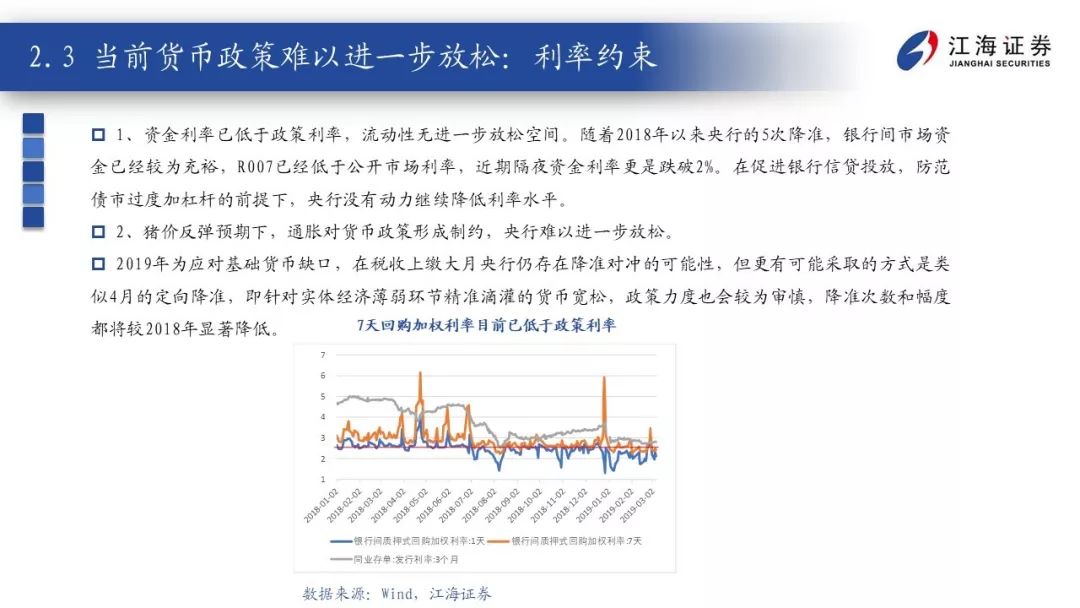 2.3 当前货币政策难以进一步放松：利率约束
江海证券
JIANGHAI SECURITIES
1、资金利率已低于政策利率，流动性无进一步放松空间。随着2018年以来央行的5次降准，银行间市场资
金已经较为充裕，R007已经低于公开市场利率，近期隔夜资金利率更是跌破2%。在促进银行信贷投放，防范
债市过度加杠杆的前提下，央行没有动力继续降低利率水平。
2、猪价反弹预期下，通胀对货币政策形成制约，央行难以进一步放松。
2019年为应对基础货币缺口，在税收上缴大月央行仍存在降准对冲的可能性，但更有可能采取的方式是类
似4月的定向降准，即针对实体经济薄弱环节精准滴灌的货币宽松，政策力度也会较为审慎，降准次数和幅度
都将较2018年显著降低。
7天回购加权利率目前已低于政策利率
7
6
5
4
3
2
1
2018-01-02
2018-02-02
2018-03-02
2018-04-02
2018-05-02
2018-06-02
2018-07-02
2018-08-02
2018-09-02
2018-10-02
2018-11-02
2018-12-02
2019-01-02
2019-02-02
2019-03-02
银行间质押式回购加权利率:1天
银行间质押式回购加权利率:7天
同业存单:发行利率:3个月
数据来源：Wind，江海证券